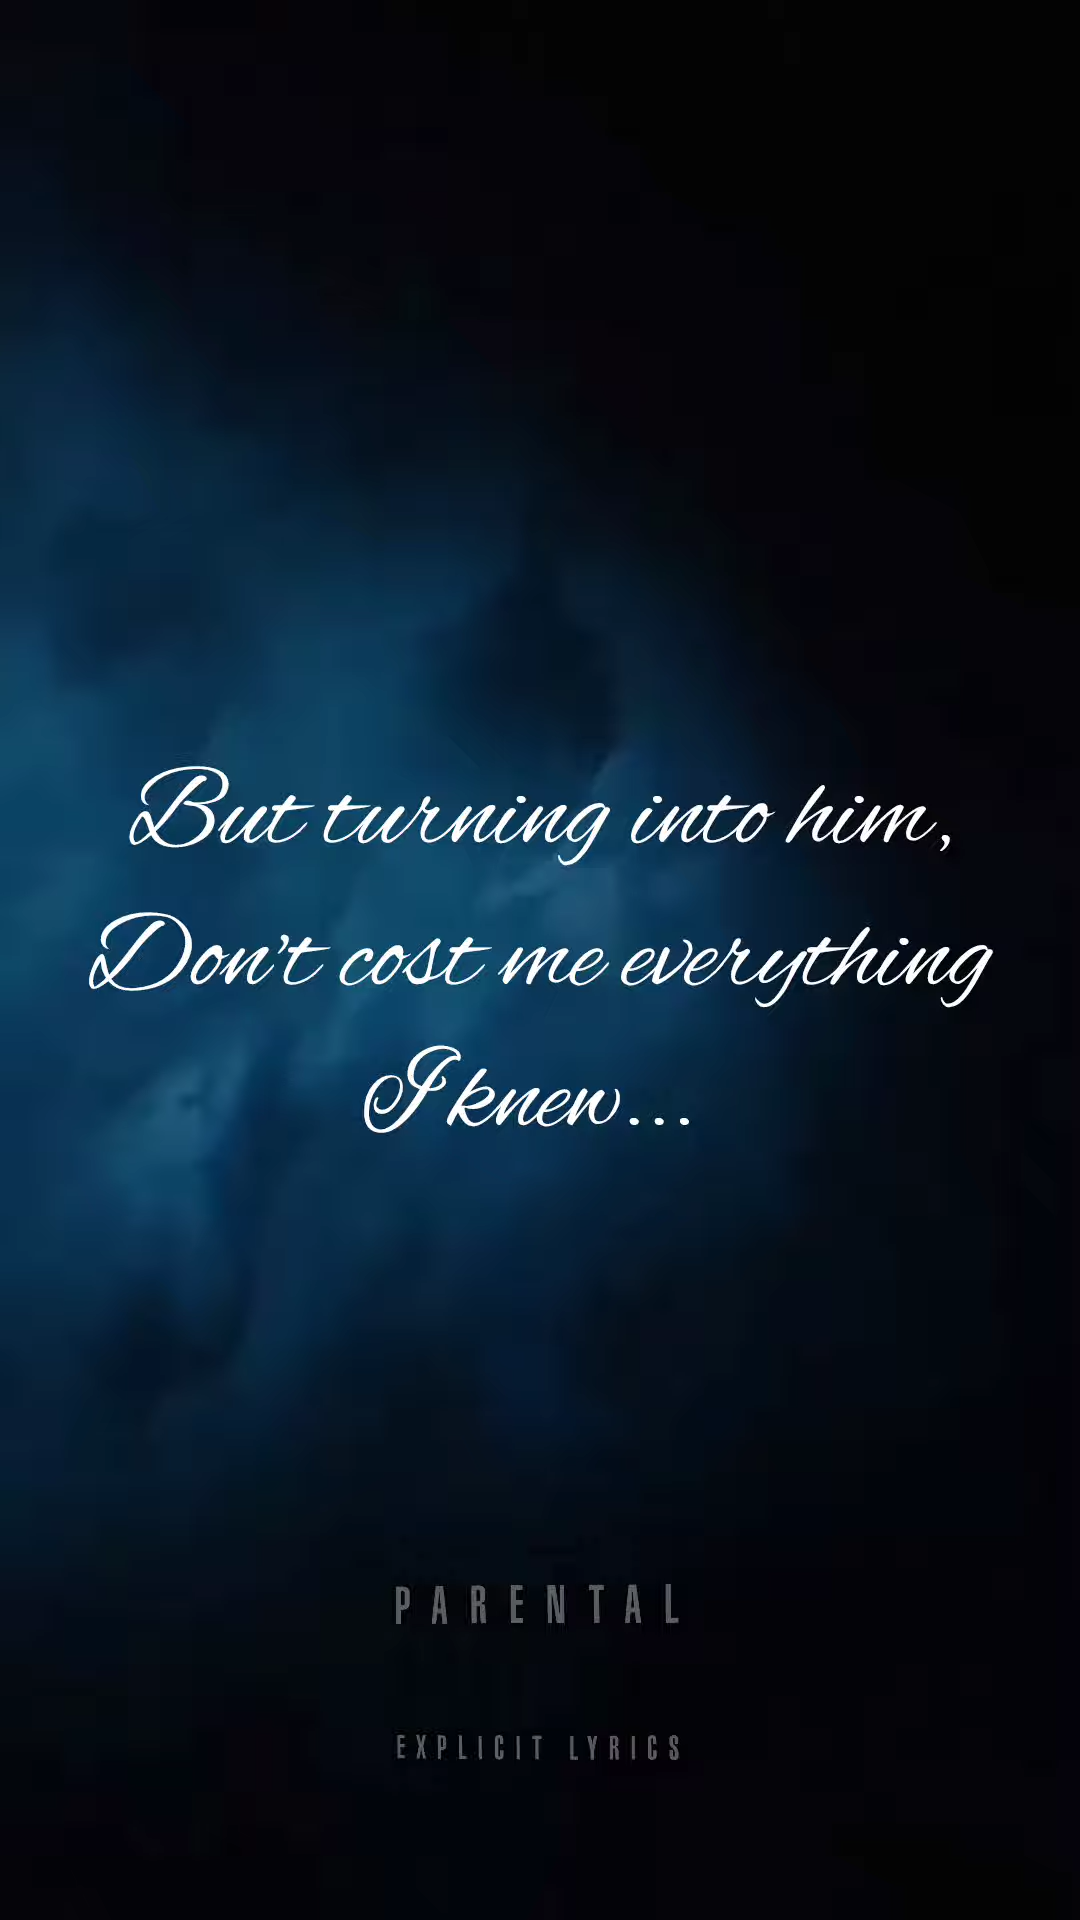 But turning into him,
Don't cost me everything
I knew...
PARENTAL
EXPLICIT LYRICS